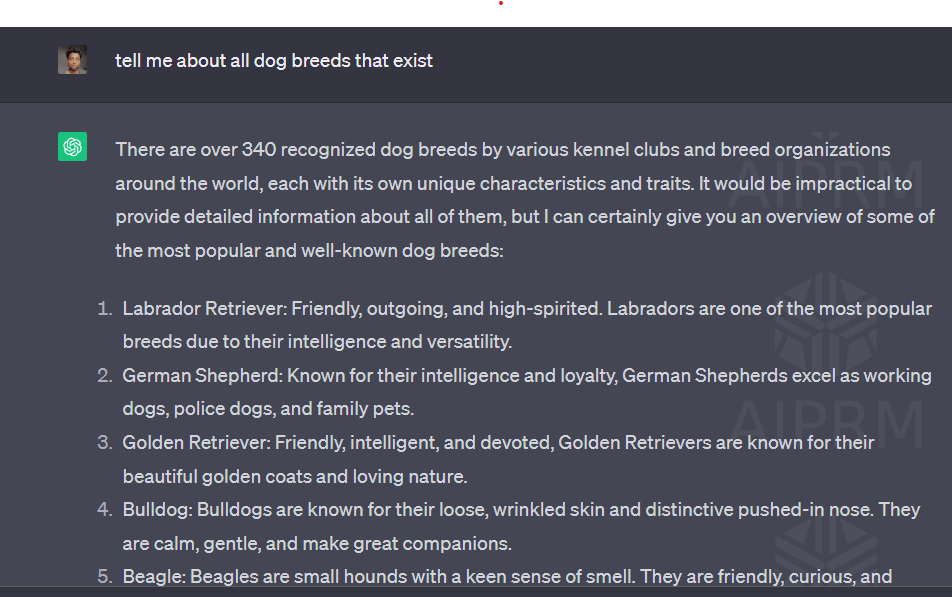 tell me about all dog breeds that exist
There are over 340 recognized dog breeds by various kennel clubs and breed organizations
around the world, each with its own unique characteristics and traits. It would be impractical to
provide detailed information about all of them, but I can certainly give you an overview of some of
the most popular and well-known dog breeds:
1. Labrador Retriever: Friendly, outgoing, and high-spirited. Labradors are one of the most popular
breeds due to their intelligence and versatility.
2. German Shepherd: Known for their intelligence and loyalty, German Shepherds excel as working
dogs, police dogs, and family pets.
3. Golden Retriever: Friendly, intelligent, and devoted, Golden Retrievers are known for their
beautiful golden coats and loving nature.
4. Bulldog: Bulldogs are known for their loose, wrinkled skin and distinctive pushed-in nose. They
are calm, gentle, and make great companions.
5. Beagle: Beagles are small hounds with a keen sense of smell. They are friendly, curious, and
AIPRM
AIPRM